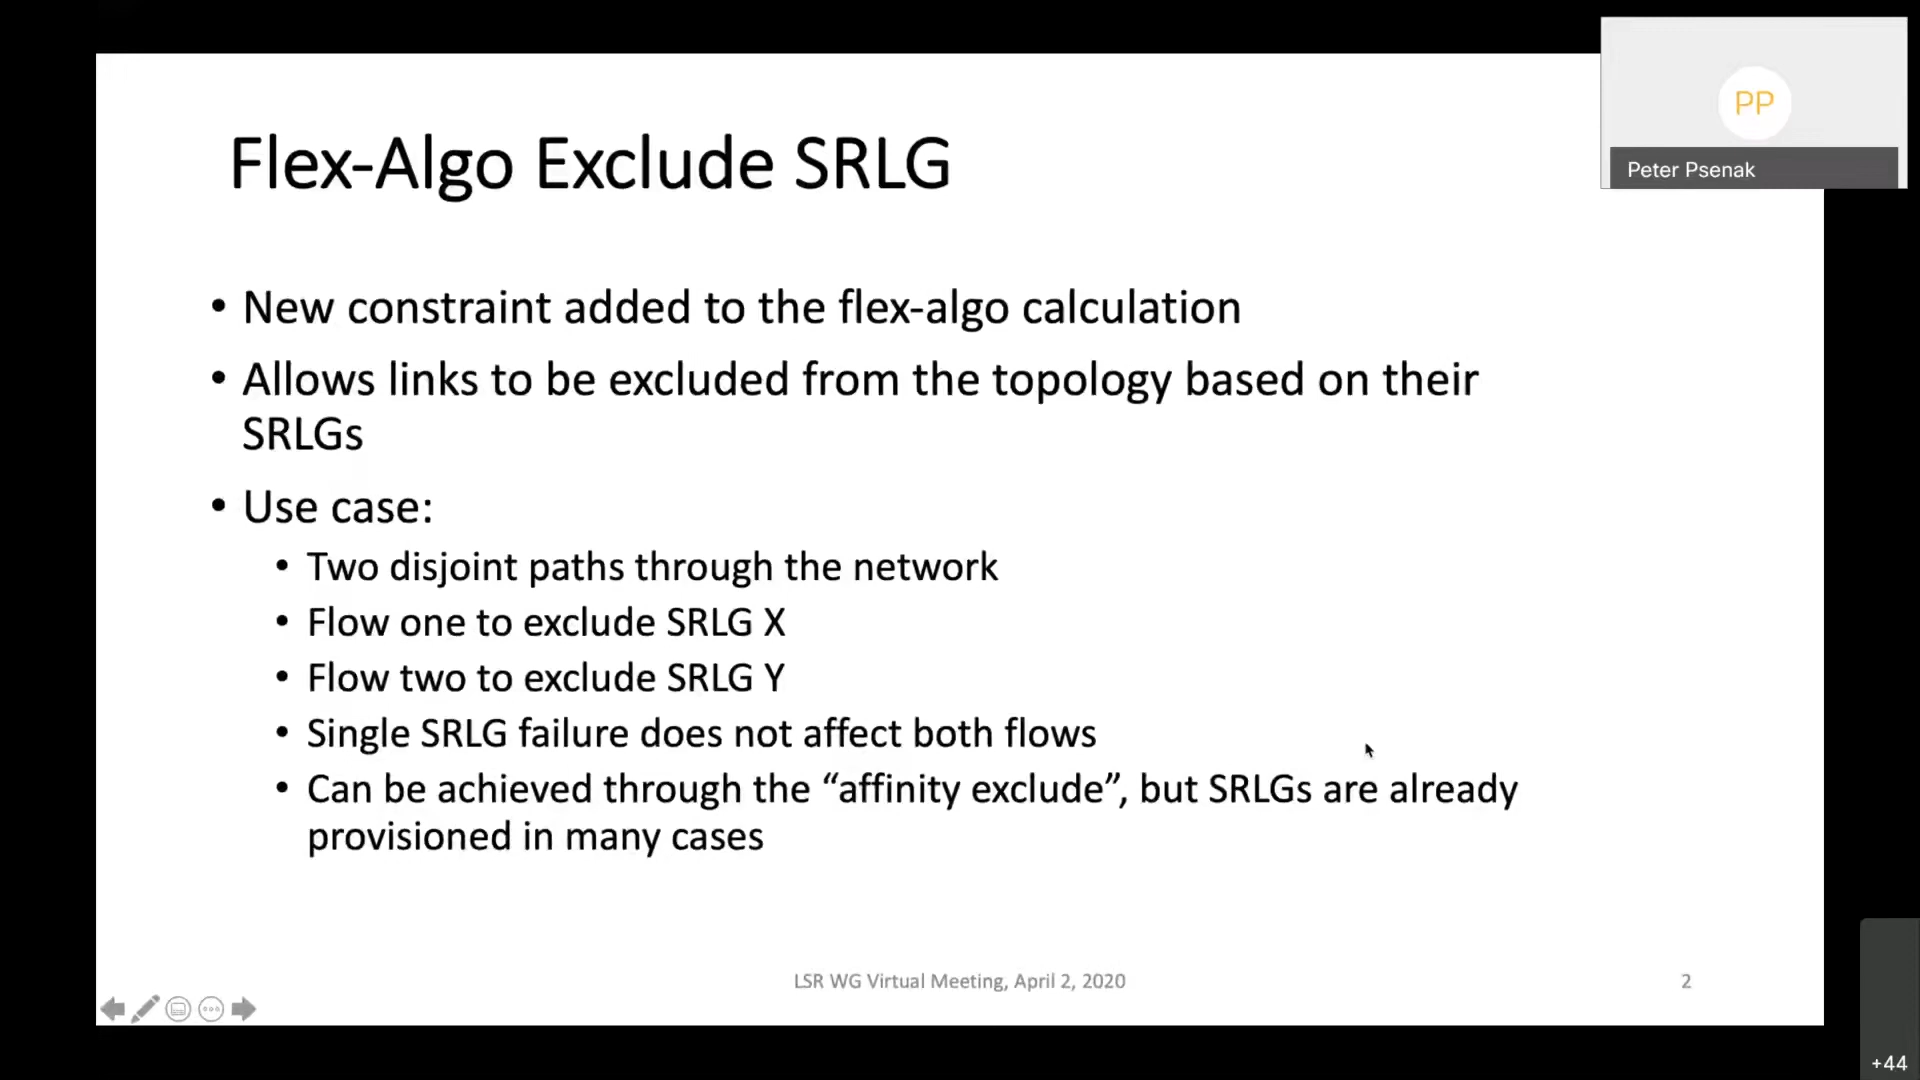 PP
Peter Psenak
Flex-Algo Exclude SRLG
• New constraint added to the flex-algo calculation
• Allows links to be excluded from the topology based on their
SRLGs
• Use case:
• Two disjoint paths through the network
• Flow one to exclude SRLG X
• Flow two to exclude SRLG Y
• Single SRLG failure does not affect both flows
• Can be achieved through the “affinity exclude”, but SRLGs are already
provisioned in many cases
LSR WG Virtual Meeting, April 2, 2020
2
+44